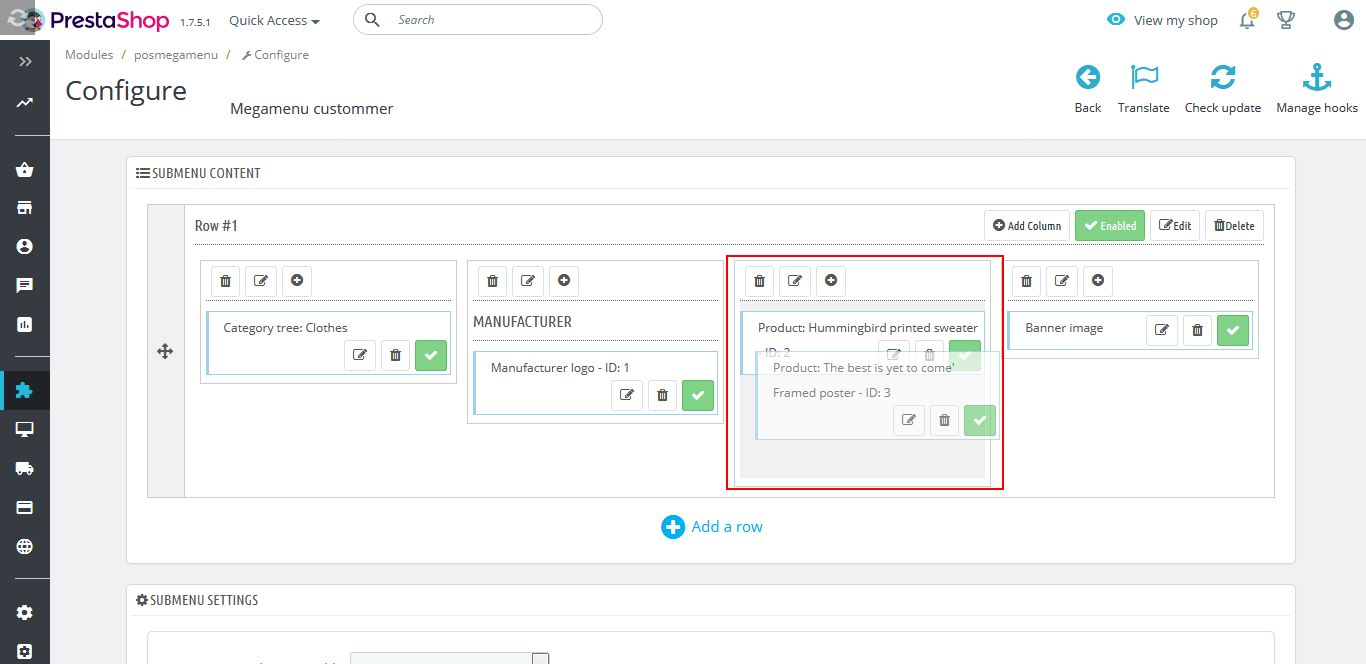 PrestaShop 1.7.5.1 Quick Access Search View my shop 6
Modules / posmegamenu / Configure
Configure
Megamenu custommer
Back Translate Check update Manage hooks
SUBMENU CONTENT
Row #1 Add Column Enabled Edit Delete
Category tree: Clothes
MANUFACTURER
Manufacturer logo - ID: 1
Product: Hummingbird printed sweater
- ID: 2
Product: The best is yet to come'
Framed poster - ID: 3
Banner image
Add a row
SUBMENU SETTINGS